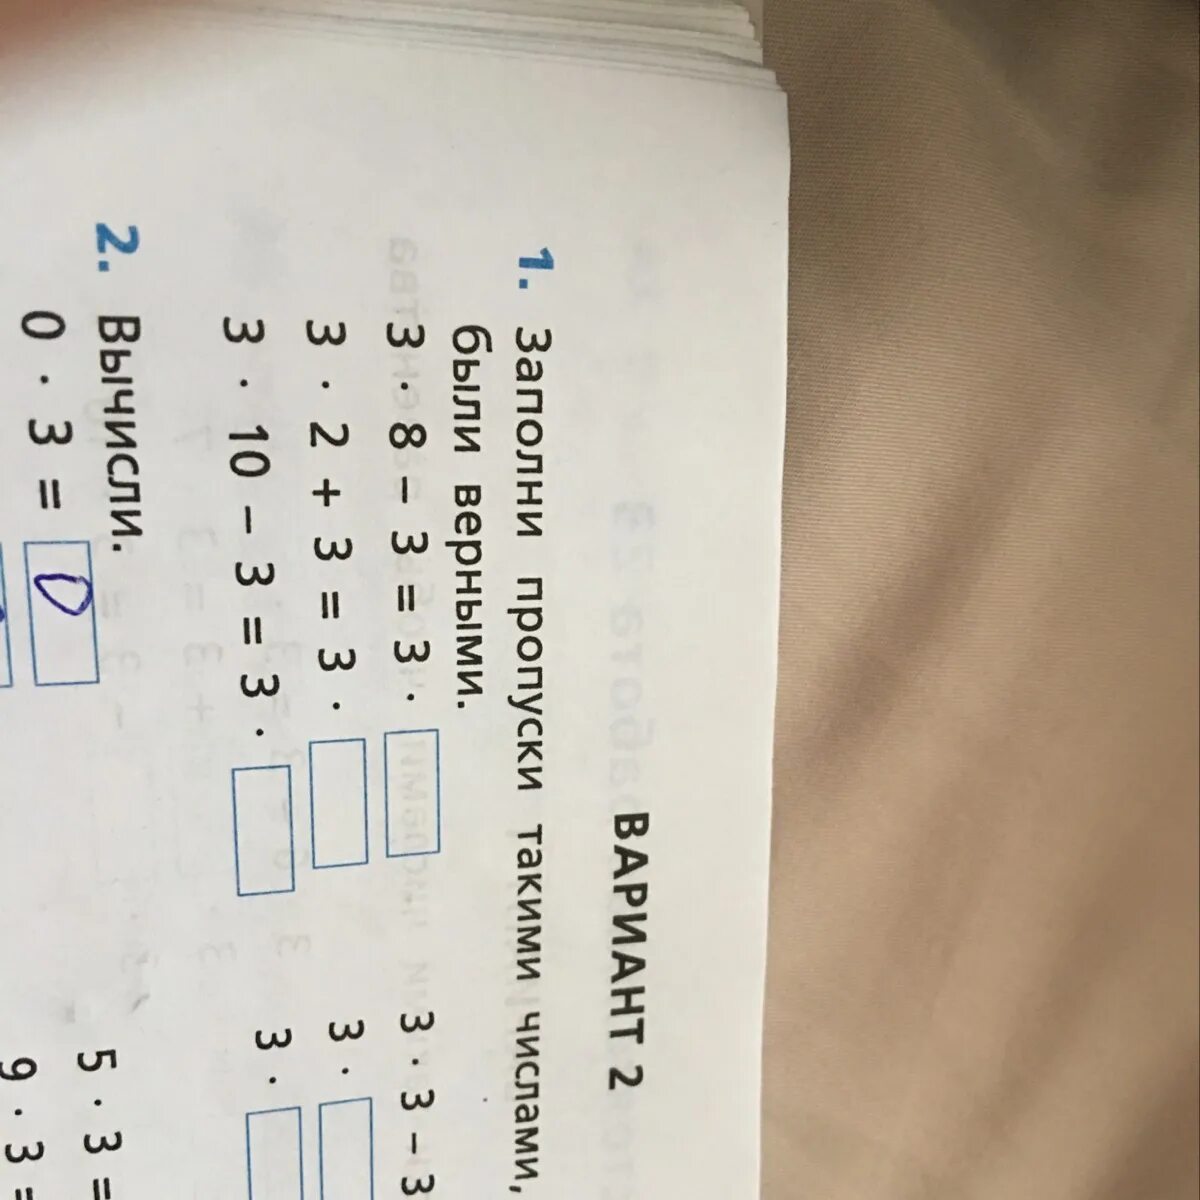 ВАРИАНТ 2
1. Заполни пропуски такими числами,
были верными.
3 · 8 – 3 = 3 · 3 · 3 – 3
3 · 2 + 3 = 3 · 3 ·
3 · 10 – 3 = 3 · 3 ·
2. Вычисли.
0 · 3 = 0 5 · 3 =
9 · 3 =